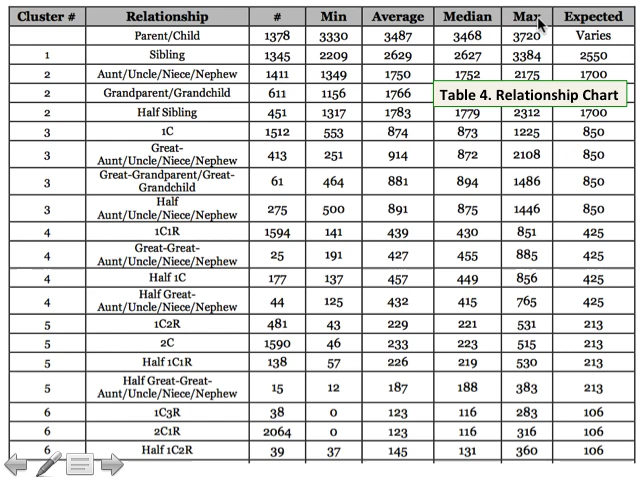 Cluster # Relationship # Min Average Median Max Expected
Parent/Child 1378 3330 3487 3468 3720 Varies
1 Sibling 1345 2209 2629 2627 3384 2550
2 Aunt/Uncle/Niece/Nephew 1411 1349 1750 1752 2175 1700
2 Grandparent/Grandchild 611 1156 1766
Table 4. Relationship Chart
2 Half Sibling 451 1317 1783 1779 2312 1700
3 1C 1512 553 874 873 1225 850
3 Great-
Aunt/Uncle/Niece/Nephew 413 251 914 872 2108 850
3 Great-Grandparent/Great-
Grandchild 61 464 881 894 1486 850
3 Half
Aunt/Uncle/Niece/Nephew 275 500 891 875 1446 850
4 1C1R 1594 141 439 430 851 425
4 Great-Great-
Aunt/Uncle/Niece/Nephew 25 191 427 455 885 425
4 Half 1C 177 137 457 449 856 425
4 Half Great-
Aunt/Uncle/Niece/Nephew 44 125 432 415 765 425
5 1C2R 481 43 229 221 531 213
5 2C 1590 46 233 223 515 213
5 Half 1C1R 138 57 226 219 530 213
5 Half Great-Great-
Aunt/Uncle/Niece/Nephew 15 12 187 188 383 213
6 1C3R 38 0 123 116 283 106
6 2C1R 2064 0 123 116 316 106
6 Half 1C2R 39 37 145 131 360 106